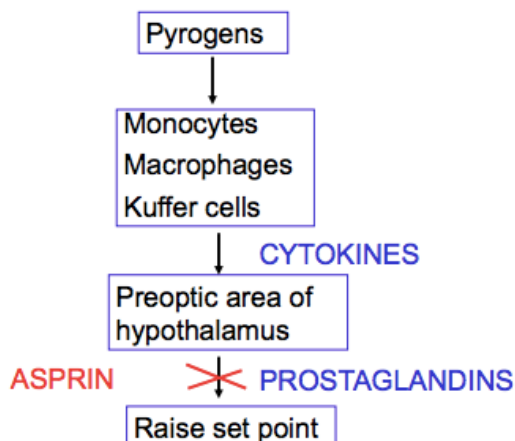 Pyrogens
Monocytes
Macrophages
Kuffer cells
CYTOKINES
Preoptic area of
hypothalamus
ASPRIN
PROSTAGLANDINS
Raise set point